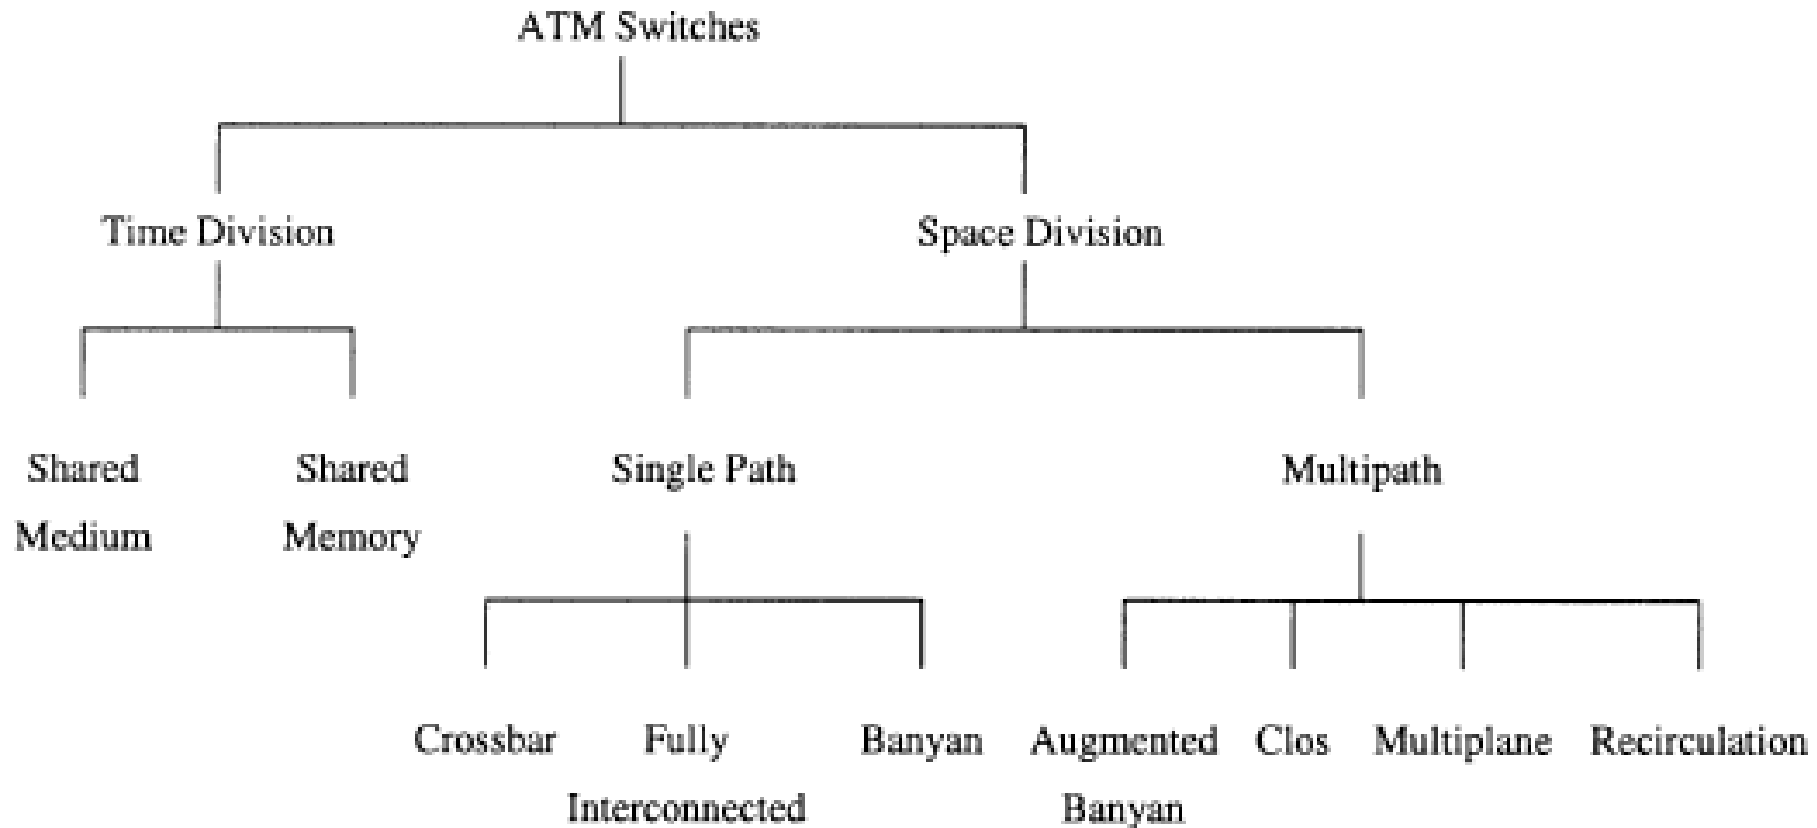 ATM Switches
Time Division
Space Division
Shared
Medium
Shared
Memory
Single Path
Multipath
Crossbar
Fully
Interconnected
Banyan
Augmented
Banyan
Clos
Multiplane
Recirculation